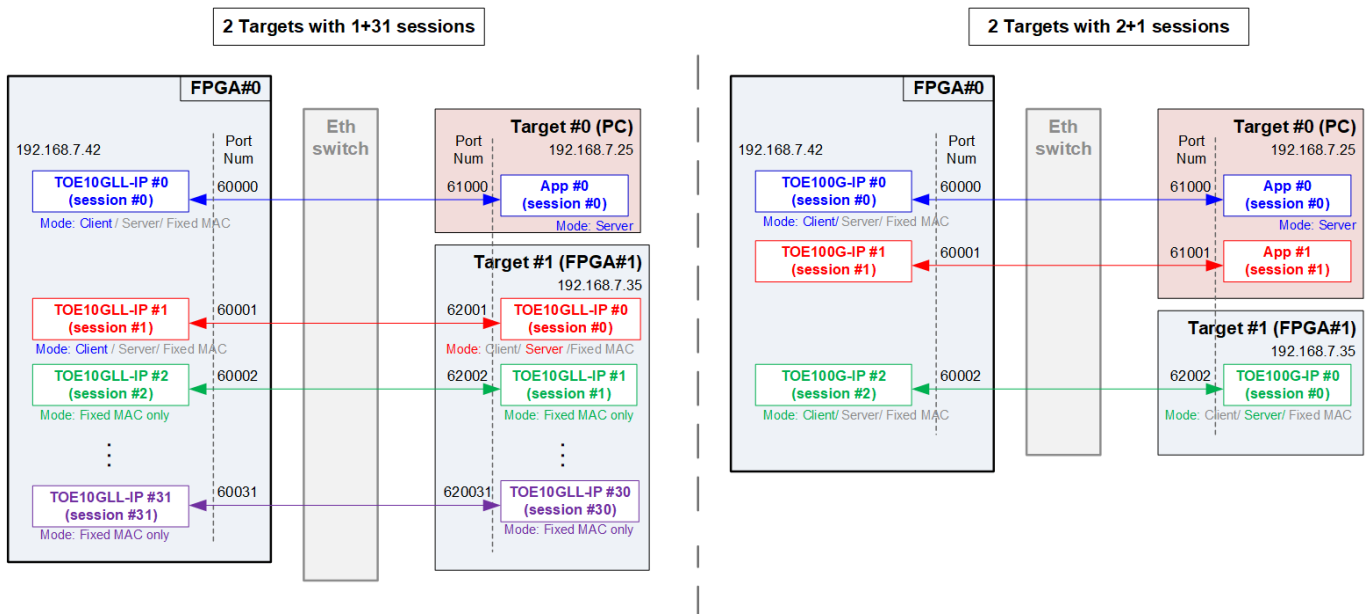 2 Targets with 1+31 sessions
FPGA#0
192.168.7.42
Port
Num
Eth
switch
Port
Num
Target #0 (PC)
192.168.7.25
TOE10GLL-IP #0
(session #0)
60000
61000
App #0
(session #0)
Mode: Client / Server/ Fixed MAC
Mode: Server
Target #1 (FPGA#1)
192.168.7.35
TOE10GLL-IP #1
(session #1)
60001
62001
TOE10GLL-IP #0
(session #0)
Mode: Client / Server/ Fixed MAC
Mode: Client/ Server /Fixed MAC
TOE10GLL-IP #2
(session #2)
60002
62002
TOE10GLL-IP #1
(session #1)
Mode: Fixed MAC only
Mode: Fixed MAC only
TOE10GLL-IP #31
(session #31)
60031
620031
TOE10GLL-IP #30
(session #30)
Mode: Fixed MAC only
Mode: Fixed MAC only
2 Targets with 2+1 sessions
FPGA#0
192.168.7.42
Port
Num
Eth
switch
Port
Num
Target #0 (PC)
192.168.7.25
TOE100G-IP #0
(session #0)
60000
61000
App #0
(session #0)
Mode: Client/ Server/ Fixed MAC
Mode: Server
TOE100G-IP #1
(session #1)
60001
61001
App #1
(session #1)
Target #1 (FPGA#1)
192.168.7.35
TOE100G-IP #2
(session #2)
60002
62002
TOE100G-IP #0
(session #0)
Mode: Client/ Server/ Fixed MAC
Mode: Client/ Server/ Fixed MAC